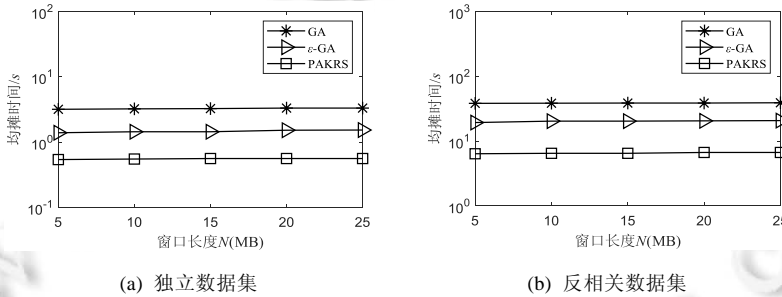 10²
10¹
10⁰
10⁻¹
均摊时间/s
GA
ε-GA
PAKRS
5 10 15 20 25
窗口长度N(MB)
(a) 独立数据集
10³
10²
10¹
10⁰
均摊时间/s
GA
ε-GA
PAKRS
5 10 15 20 25
窗口长度N(MB)
(b) 反相关数据集